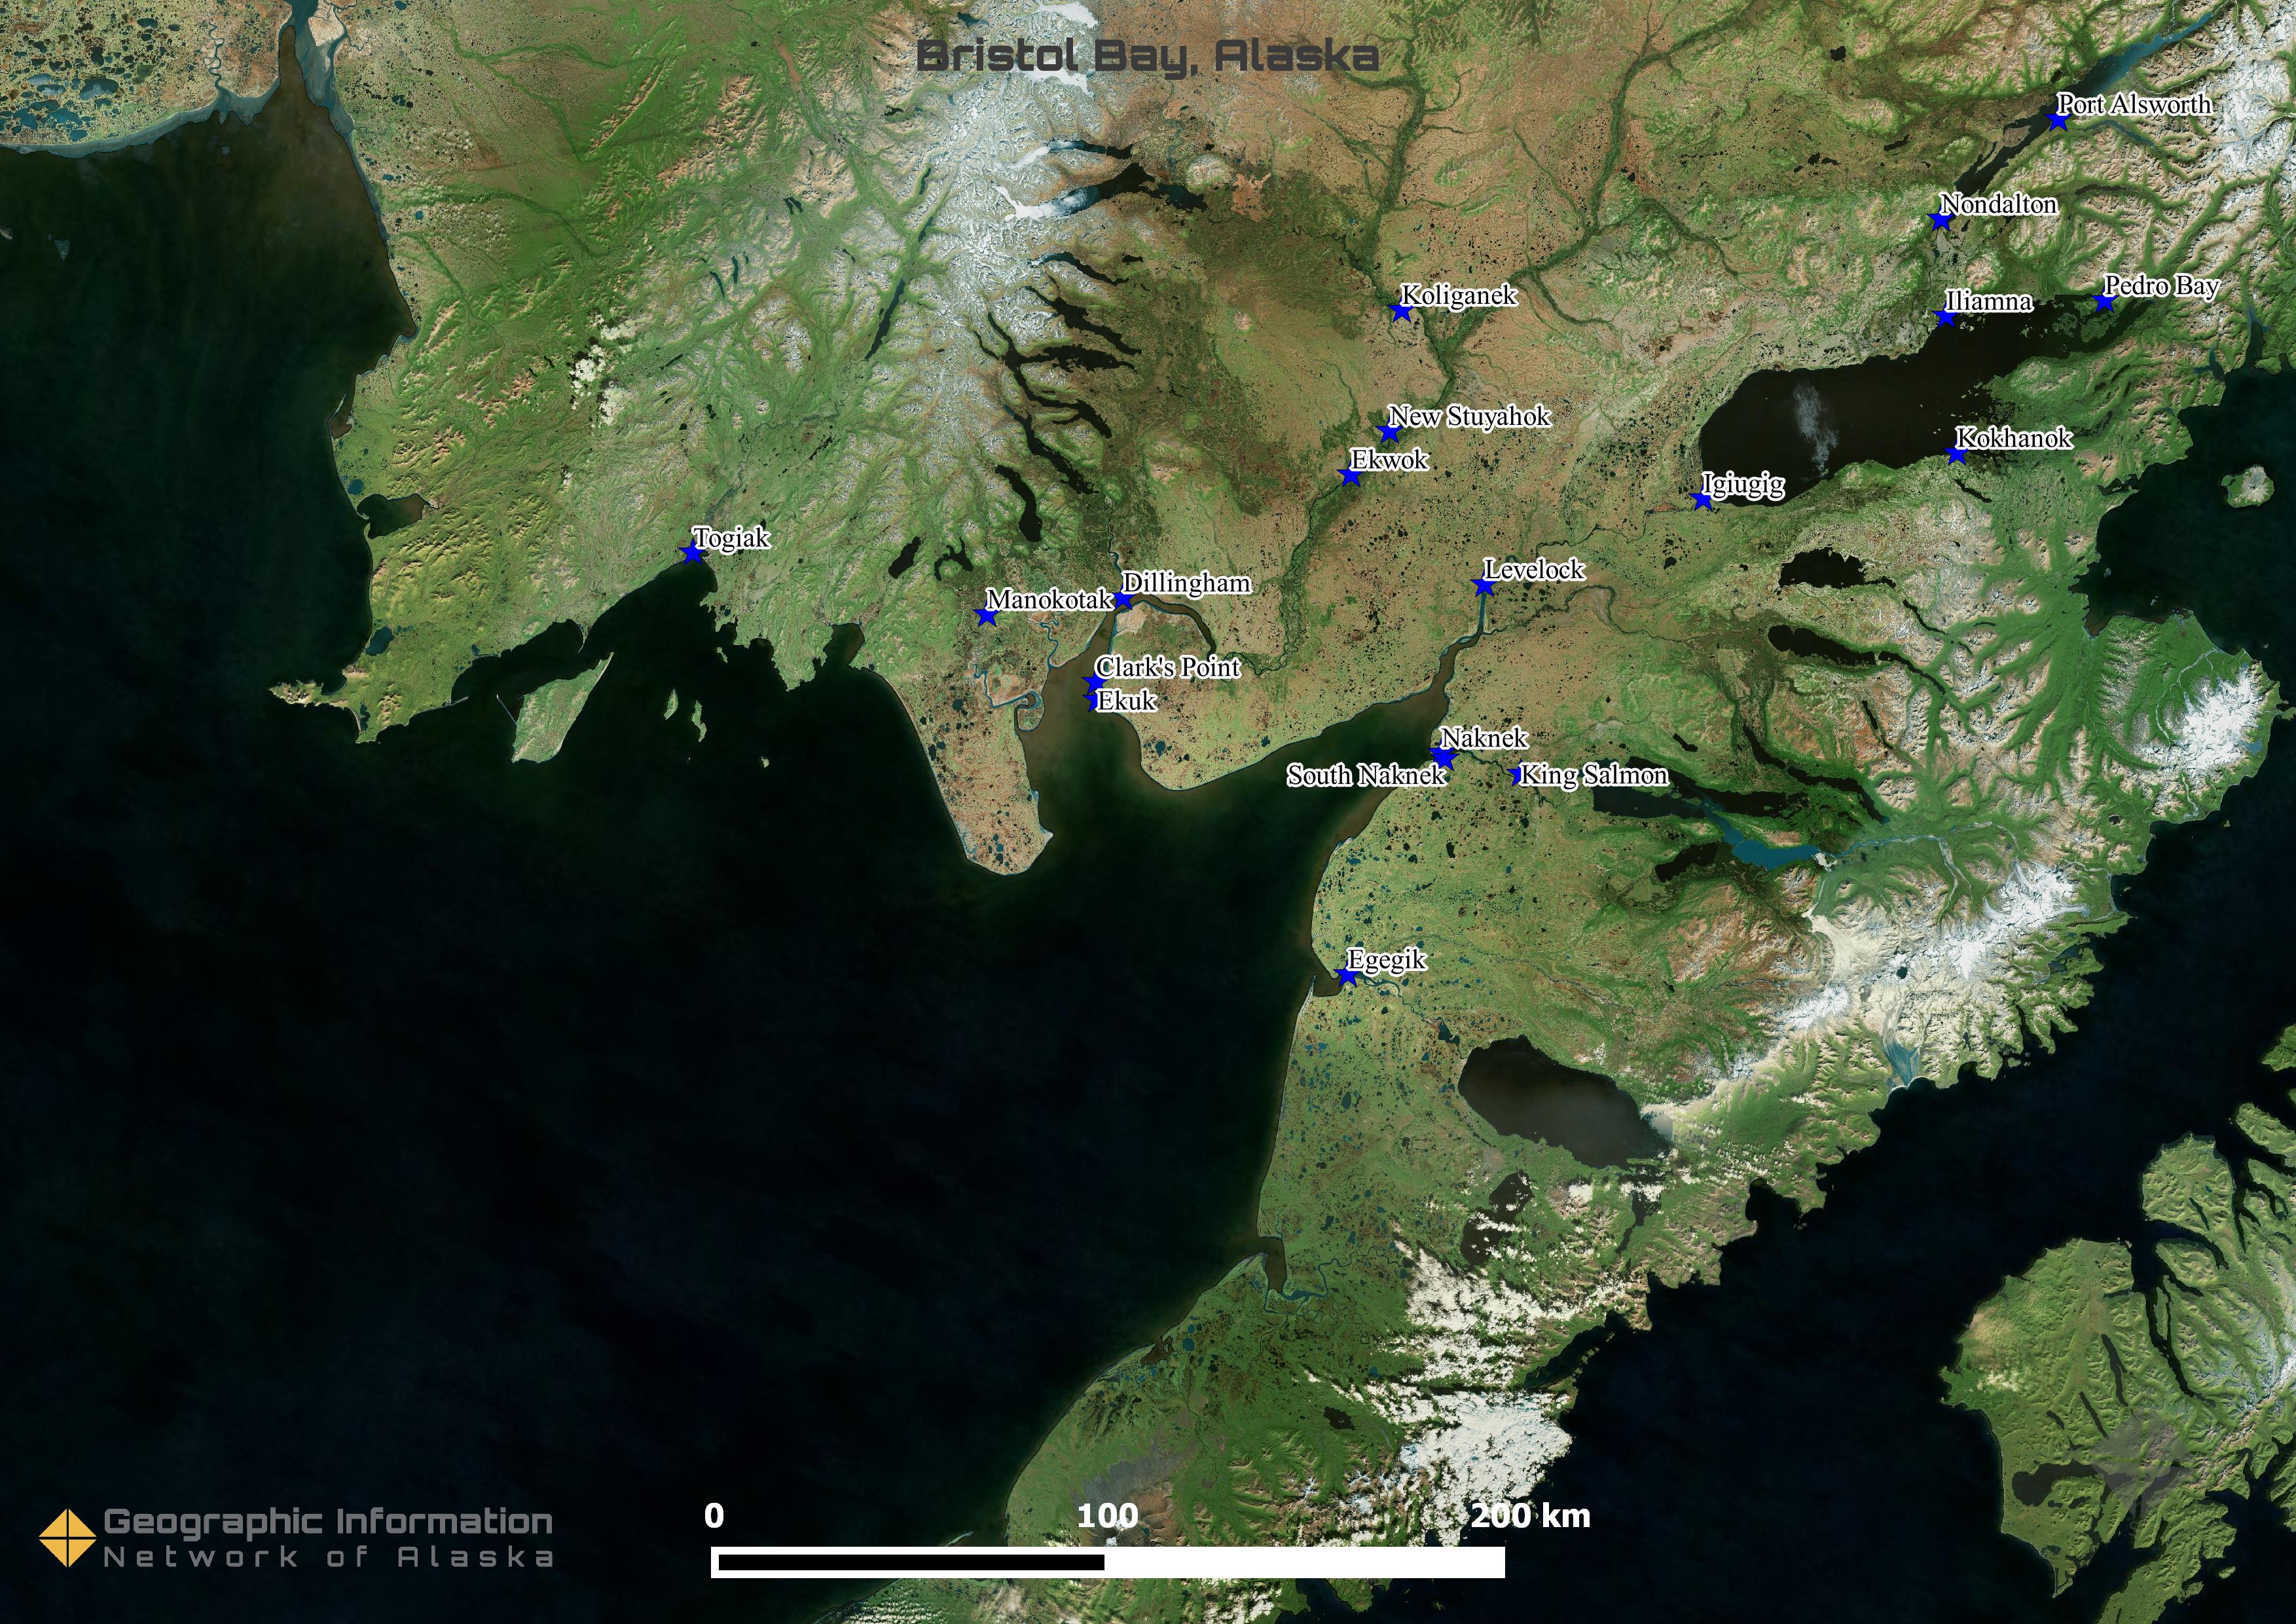 Bristol Bay, Alaska
Port Alsworth
Nondalton
Pedro Bay
Koliganek
Iliamna
New Stuyahok
Kokhanok
Ekwok
Igiugig
Togiak
Levelock
Dillingham
Manokotak
Clark's Point
Ekuk
Naknek
South Naknek
King Salmon
Egegik
0 100 200 km
Geographic Information
Network of Alaska